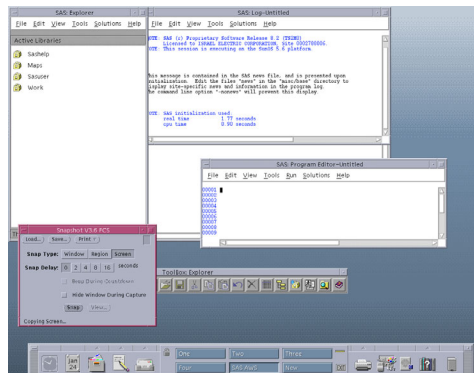 SAS: Explorer
File Edit View Tools Solutions Help
Active Libraries
Sashelp
Maps
Sasuser
Work
SAS: Log-Untitled
File Edit View Tools Solutions Help
NOTE: SAS (r) Proprietary Software Release 8.2 (TS2M0)
Licensed to ISRAEL ELECTRIC CORPORATION, Site
NOTE: This session is executing on the SunOS 5.6 platform.
This message is contained in the SAS news file, and is presented upon
initialization. Edit the files "news" in the "misc/base" directory to
display site-specific news and information in the program log.
The command line option "-nonews" will prevent this display.
NOTE: SAS initialization used
real time 1.77 seconds
cpu time seconds
SAS: Program Editor-Untitled
File Edit View Tools Run Solutions Help
00001
00002
00003
00004
00005
00006
00007
00008
00009
Snapshot V3.6 FCS
Load... Save... Print
Snap Type: Window Region Screen
Snap Delay: 0 2 4 8 16 seconds
Beep During Countdown
Hide Window During Capture
Snap View...
Copying Screen...
ToolBox: Explorer
Jan
24
One Two Three
Four SAS AWS New